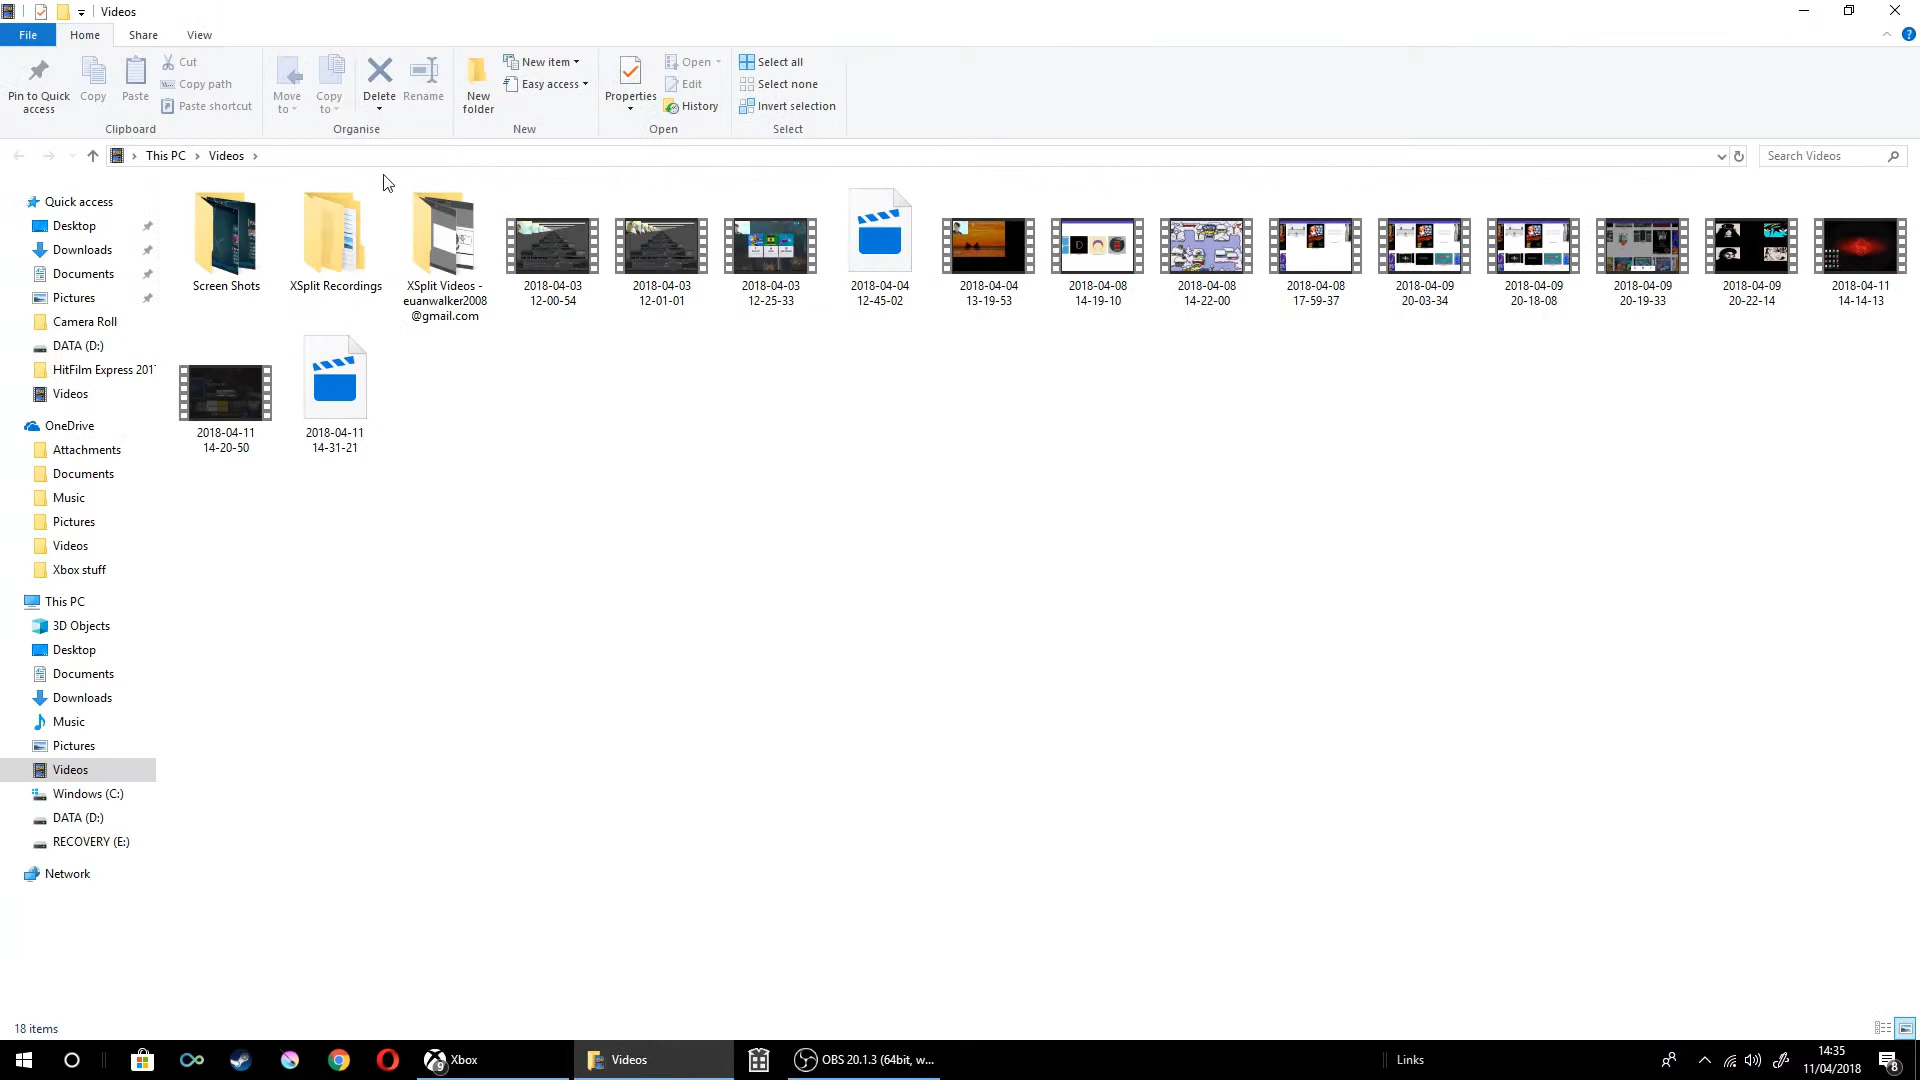 Videos
File Home Share View
Pin to Quick access
Copy
Paste
Cut
Copy path
Paste shortcut
Clipboard
Move to
Copy to
Delete
Rename
Organise
New folder
New item
Easy access
New
Properties
Open
Edit
History
Open
Select all
Select none
Invert selection
Select
This PC > Videos >
Search Videos
Quick access
Desktop
Downloads
Documents
Pictures
Camera Roll
DATA (D:)
HitFilm Express 201
Videos
OneDrive
Attachments
Documents
Music
Pictures
Videos
Xbox stuff
This PC
3D Objects
Desktop
Documents
Downloads
Music
Pictures
Videos
Windows (C:)
DATA (D:)
RECOVERY (E:)
Network
Screen Shots
XSplit Recordings
XSplit Videos -
euanwalker2008
@gmail.com
2018-04-03
12-00-54
2018-04-03
12-01-01
2018-04-03
12-25-33
2018-04-04
12-45-02
2018-04-04
13-19-53
2018-04-08
14-19-10
2018-04-08
14-22-00
2018-04-08
17-59-37
2018-04-09
20-03-34
2018-04-09
20-18-08
2018-04-09
20-19-33
2018-04-09
20-22-14
2018-04-11
14-14-13
2018-04-11
14-20-50
2018-04-11
14-31-21
18 items
9
Xbox
Videos
OBS 20.1.3 (64bit, w...
Links
14:35
11/04/2018
8